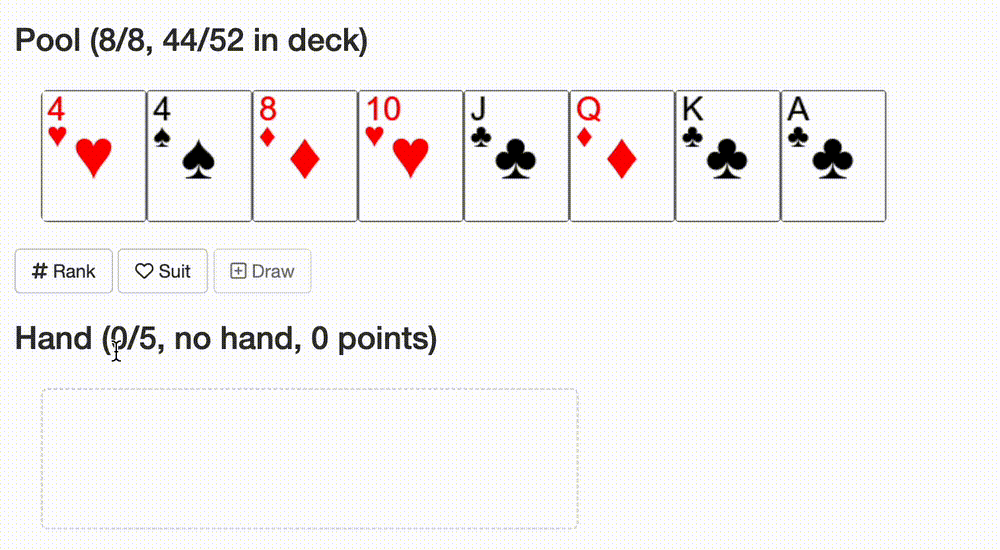 Pool (8/8, 44/52 in deck)
4 4 8 10 J Q K A
# Rank Suit Draw
Hand (0/5, no hand, 0 points)